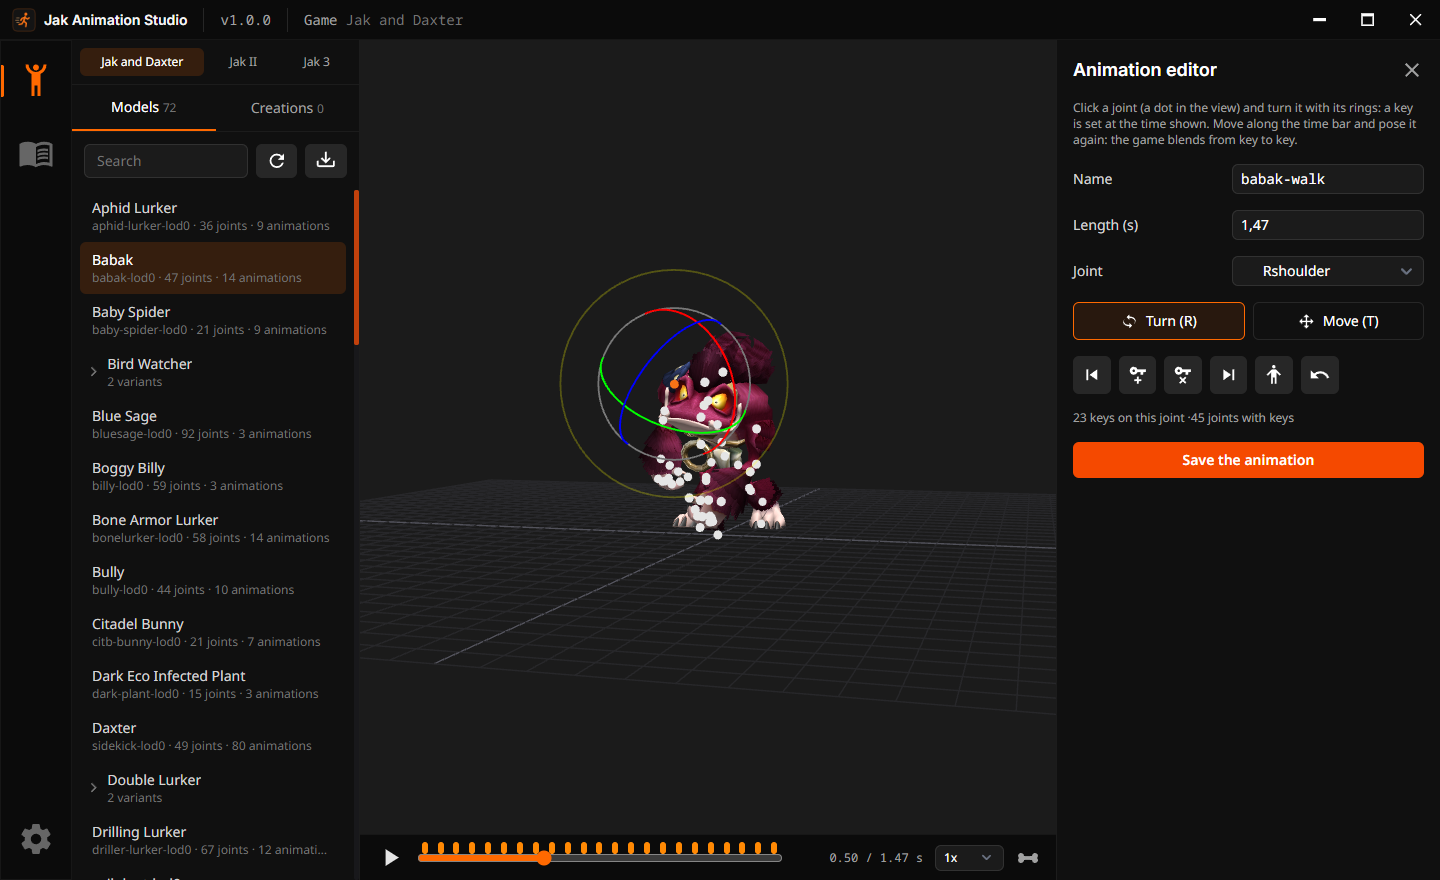 Jak Animation Studio
v1.0.0
Game Jak and Daxter
Jak and Daxter
Jak II
Jak 3
Models 72
Creations 0
Search
Aphid Lurker
aphid-lurker-lod0 · 36 joints · 9 animations
Babak
babak-lod0 · 47 joints · 14 animations
Baby Spider
baby-spider-lod0 · 21 joints · 9 animations
Bird Watcher
2 variants
Blue Sage
bluesage-lod0 · 92 joints · 3 animations
Boggy Billy
billy-lod0 · 59 joints · 3 animations
Bone Armor Lurker
bonelurker-lod0 · 58 joints · 14 animations
Bully
bully-lod0 · 44 joints · 10 animations
Citadel Bunny
citb-bunny-lod0 · 21 joints · 7 animations
Dark Eco Infected Plant
dark-plant-lod0 · 15 joints · 3 animations
Daxter
sidekick-lod0 · 49 joints · 80 animations
Double Lurker
2 variants
Drilling Lurker
driller-lurker-lod0 · 67 joints · 12 animati...
0.50 / 1.47 s
1x
Animation editor
Click a joint (a dot in the view) and turn it with its rings: a key
is set at the time shown. Move along the time bar and pose it
again: the game blends from key to key.
Name
babak-walk
Length (s)
1,47
Joint
Rshoulder
Turn (R)
Move (T)
23 keys on this joint ·45 joints with keys
Save the animation